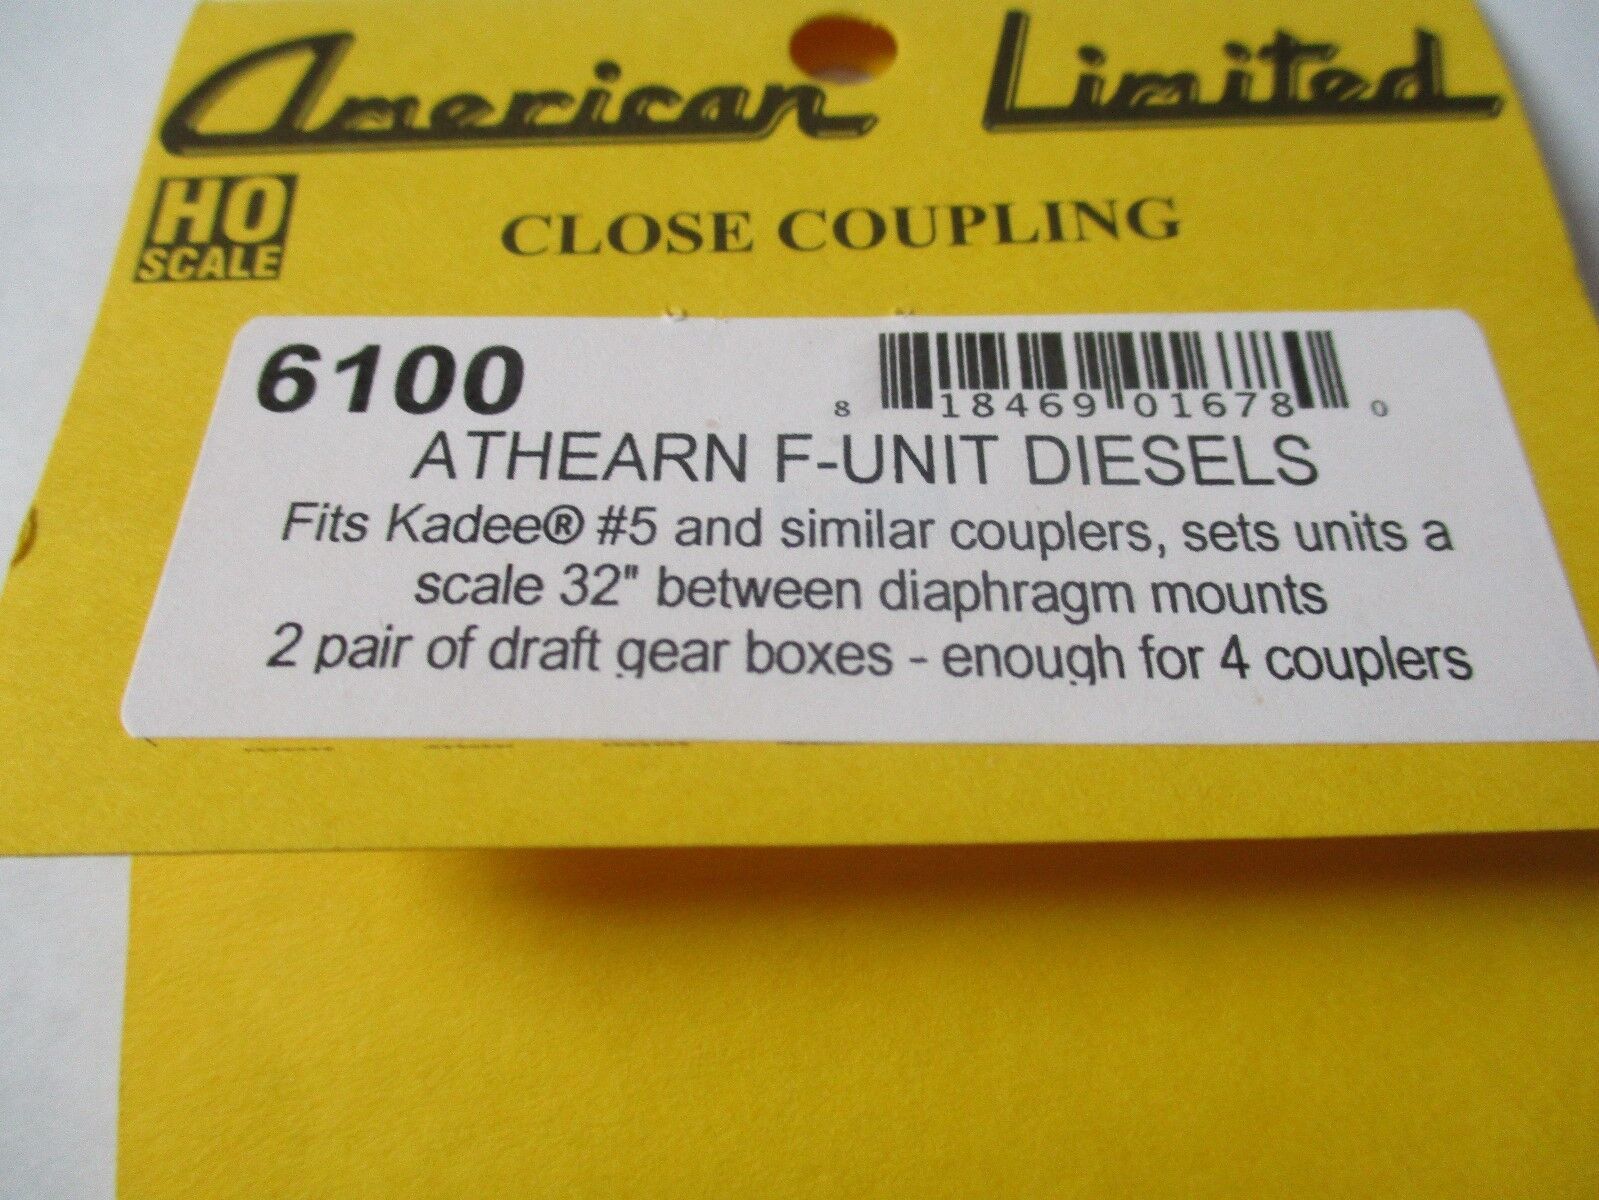 American Limited
HO
SCALE
CLOSE COUPLING
6100
8 18469 01678 0
ATHEARN F-UNIT DIESELS
Fits Kadee® #5 and similar couplers, sets units a
scale 32" between diaphragm mounts
2 pair of draft gear boxes - enough for 4 couplers